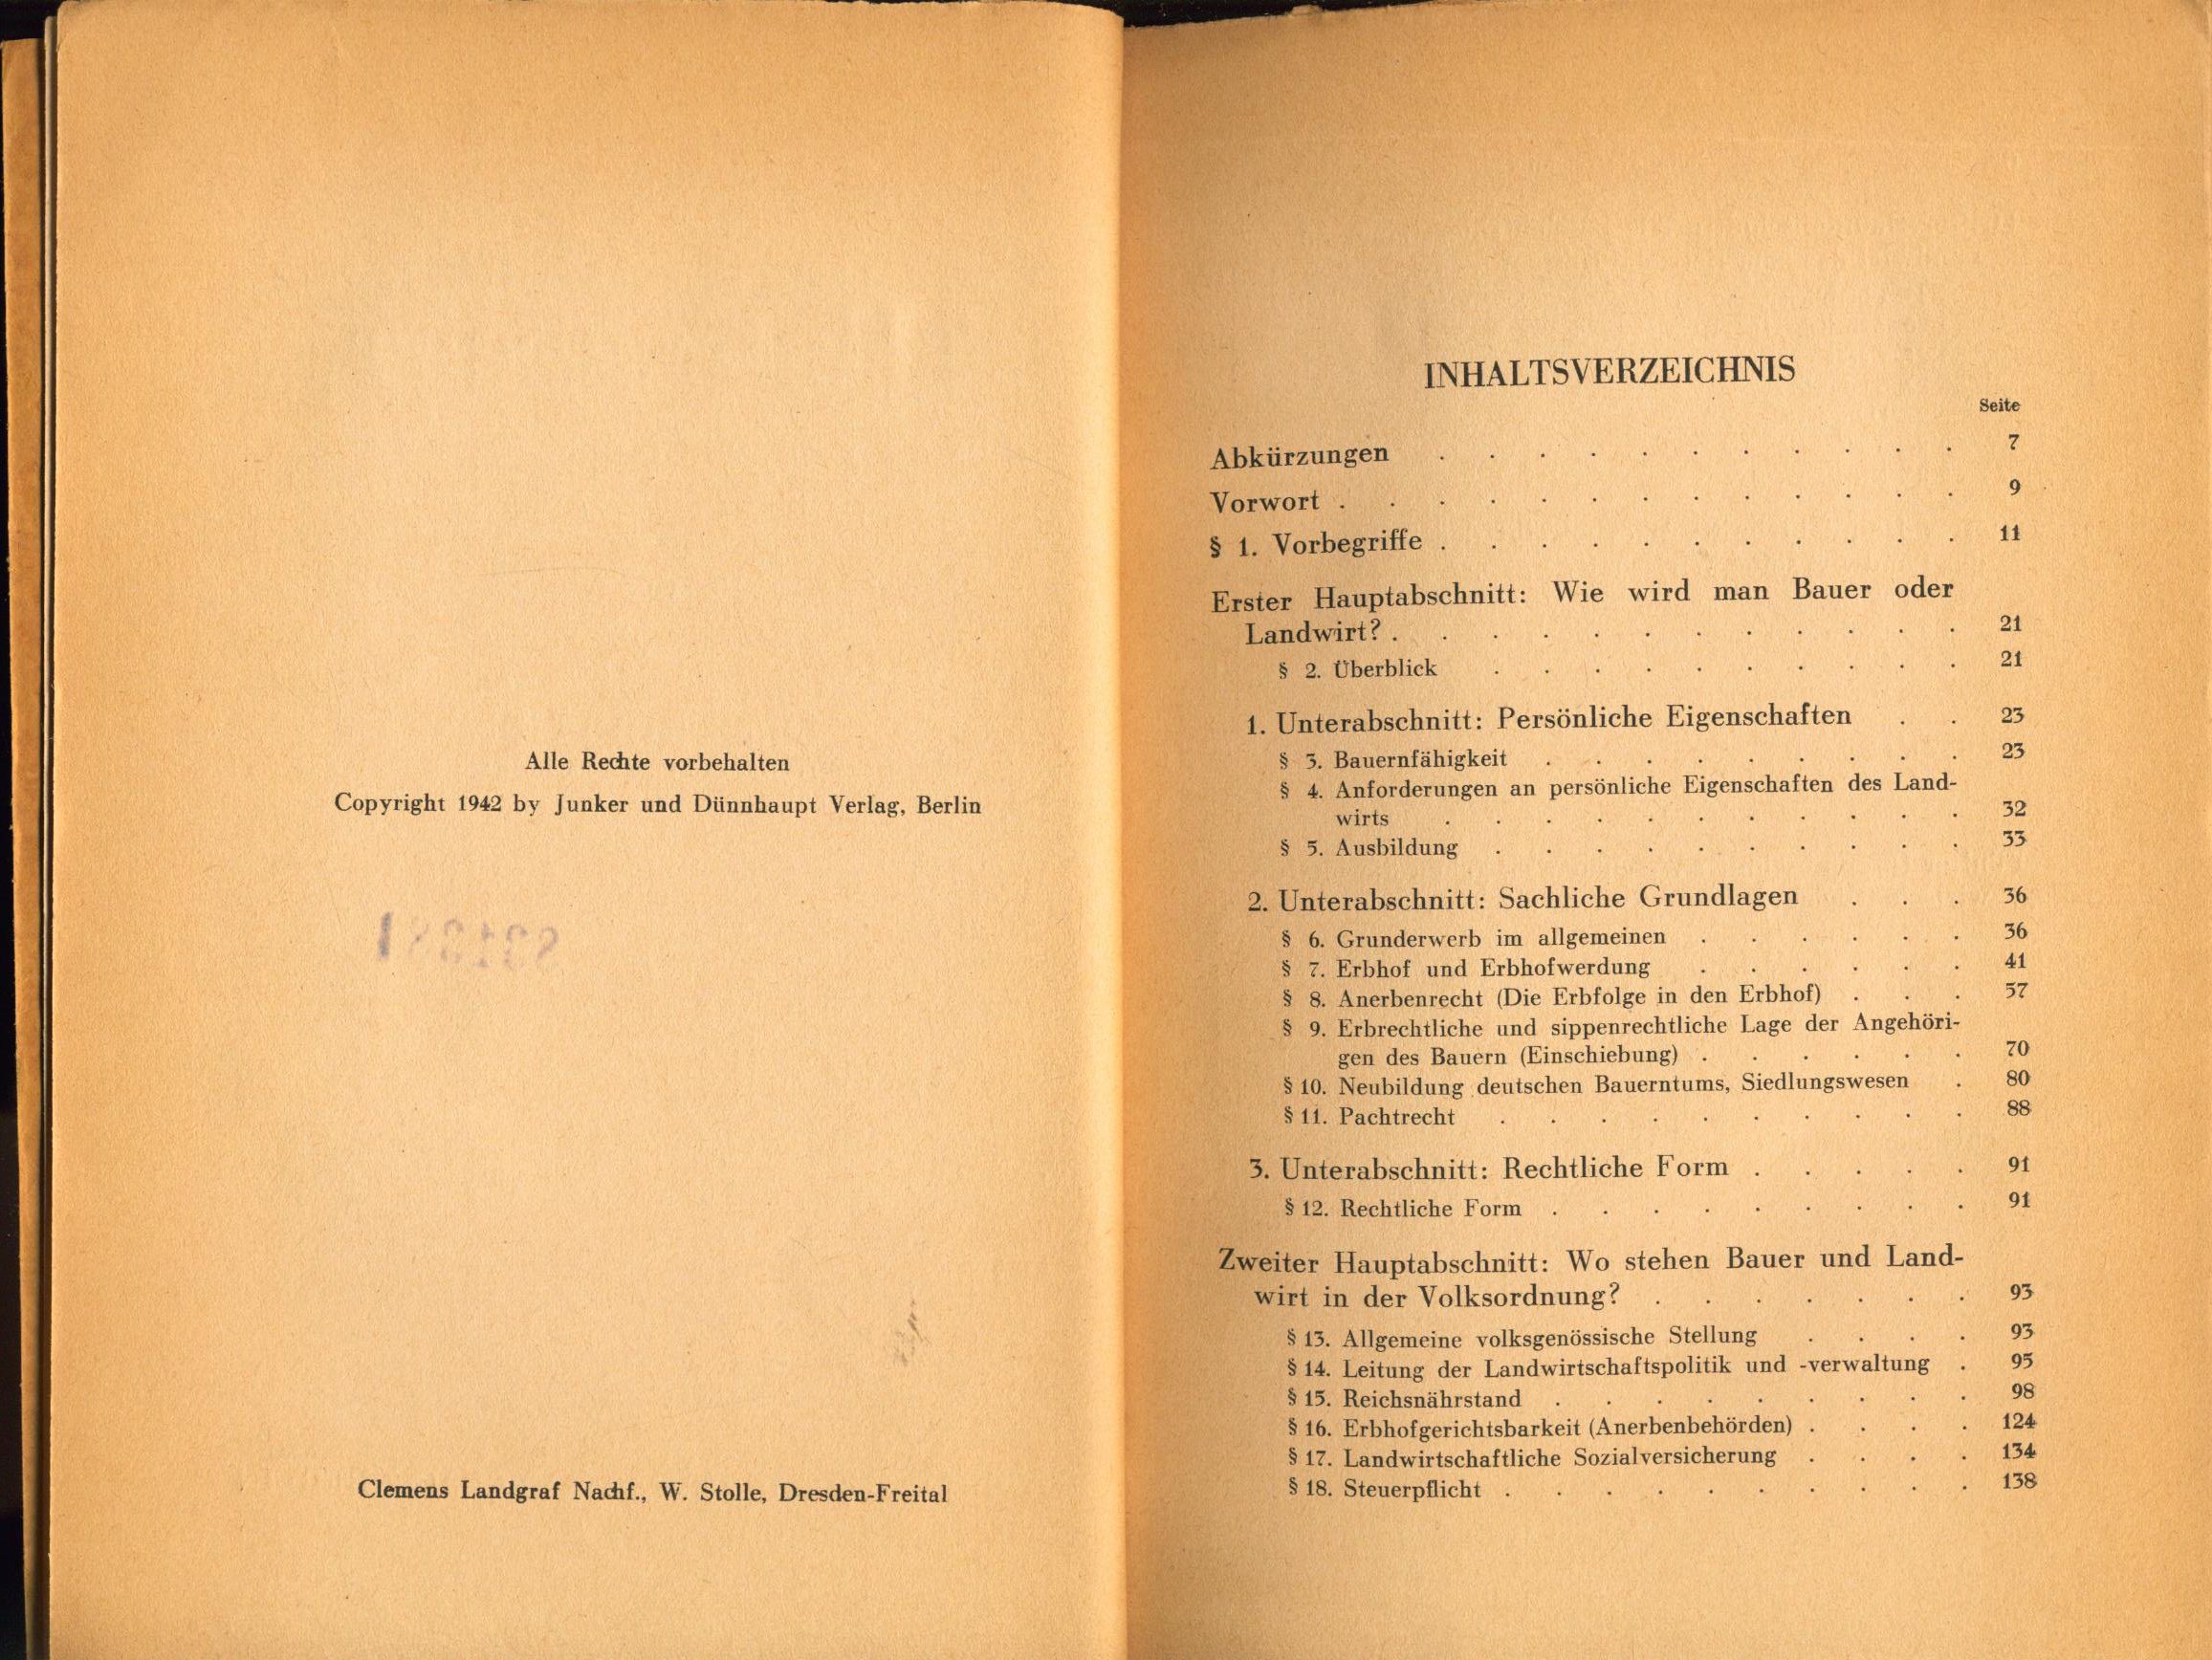 Alle Rechte vorbehalten
Copyright 1942 by Junker und Dünnhaupt Verlag, Berlin
Clemens Landgraf Nachf., W. Stolle, Dresden-Freital
INHALTSVERZEICHNIS
Seite
Abkürzungen . . . . . . . . . . . 7
Vorwort . . . . . . . . . . . . . 9
§ 1. Vorbegriffe . . . . . . . . . . . 11
Erster Hauptabschnitt: Wie wird man Bauer oder
Landwirt? . . . . . . . . . . . . 21
§ 2. Überblick . . . . . . . . . . 21
1. Unterabschnitt: Persönliche Eigenschaften . . 23
§ 3. Bauernfähigkeit . . . . . . . . . 23
§ 4. Anforderungen an persönliche Eigenschaften des Land-
wirts . . . . . . . . . . . 32
§ 5. Ausbildung . . . . . . . . . . 33
2. Unterabschnitt: Sachliche Grundlagen . . . 36
§ 6. Grunderwerb im allgemeinen . . . . . . 36
§ 7. Erbhof und Erbhofwerdung . . . . . . 41
§ 8. Anerbenrecht (Die Erbfolge in den Erbhof) . . . 57
§ 9. Erbrechtliche und sippenrechtliche Lage der Angehöri-
gen des Bauern (Einschiebung) . . . . . . 70
§ 10. Neubildung deutschen Bauerntums, Siedlungswesen . 80
§ 11. Pachtrecht . . . . . . . . . . 88
3. Unterabschnitt: Rechtliche Form . . . . . 91
§ 12. Rechtliche Form . . . . . . . . . 91
Zweiter Hauptabschnitt: Wo stehen Bauer und Land-
wirt in der Volksordnung? . . . . . . . 93
§ 13. Allgemeine volksgenössische Stellung . . . . 93
§ 14. Leitung der Landwirtschaftspolitik und -verwaltung . 95
§ 15. Reichsnährstand . . . . . . . . . 98
§ 16. Erbhofgerichtsbarkeit (Anerbenbehörden) . . . . 124
§ 17. Landwirtschaftliche Sozialversicherung . . . . 134
§ 18. Steuerpflicht . . . . . . . . . . 138